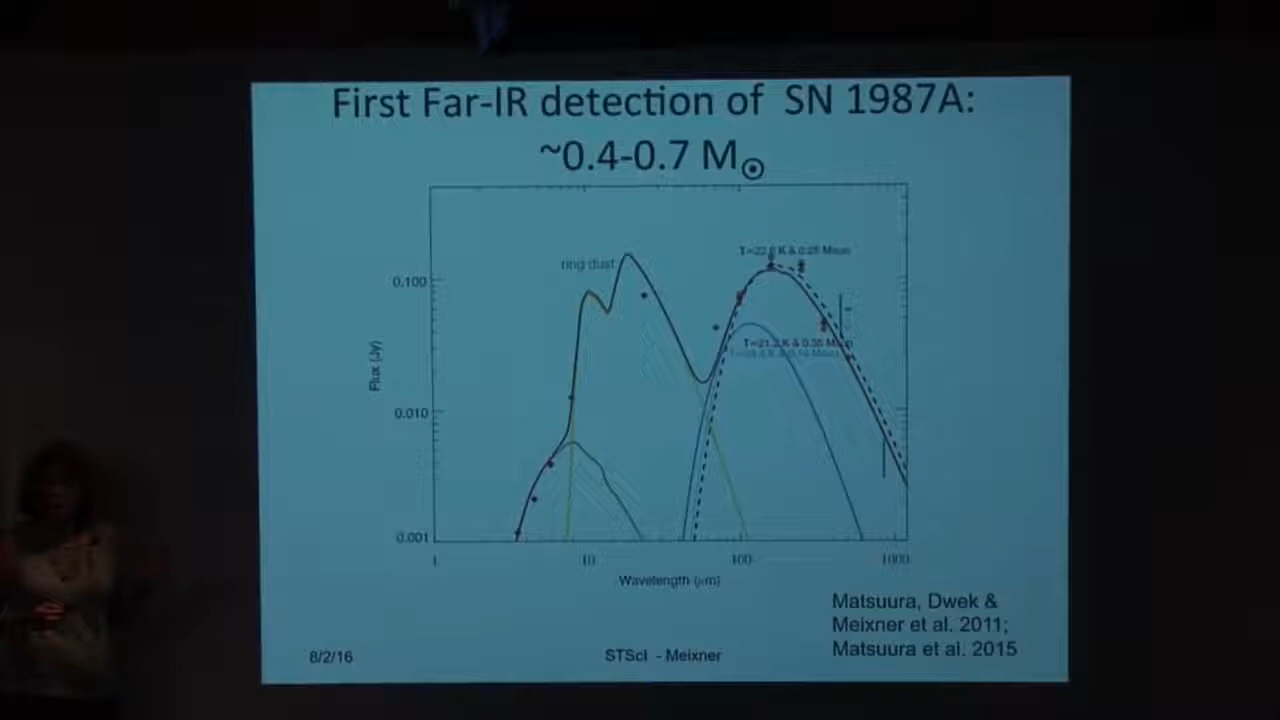 First Far-IR detection of SN 1987A:
~0.4-0.7 M☉
ring dust
0.100
0.010
0.001
1
10
100
1000
Flux (Jy)
Wavelength (μm)
Matsuura, Dwek &
Meixner et al. 2011;
Matsuura et al. 2015
8/2/16
STScI - Meixner